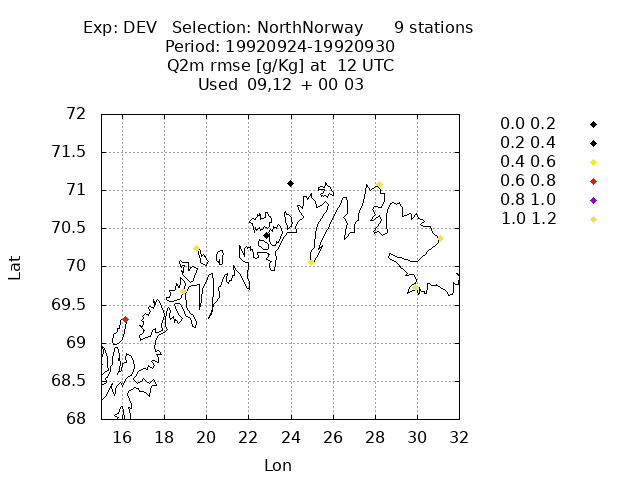 Exp: DEV   Selection: NorthNorway      9 stations
Period: 19920924-19920930
Q2m rmse [g/Kg] at  12 UTC
Used  09,12  + 00 03
0.0 0.2
0.2 0.4
0.4 0.6
0.6 0.8
0.8 1.0
1.0 1.2
72
71.5
71
70.5
70
69.5
69
68.5
68
Lat
16 18 20 22 24 26 28 30 32
Lon